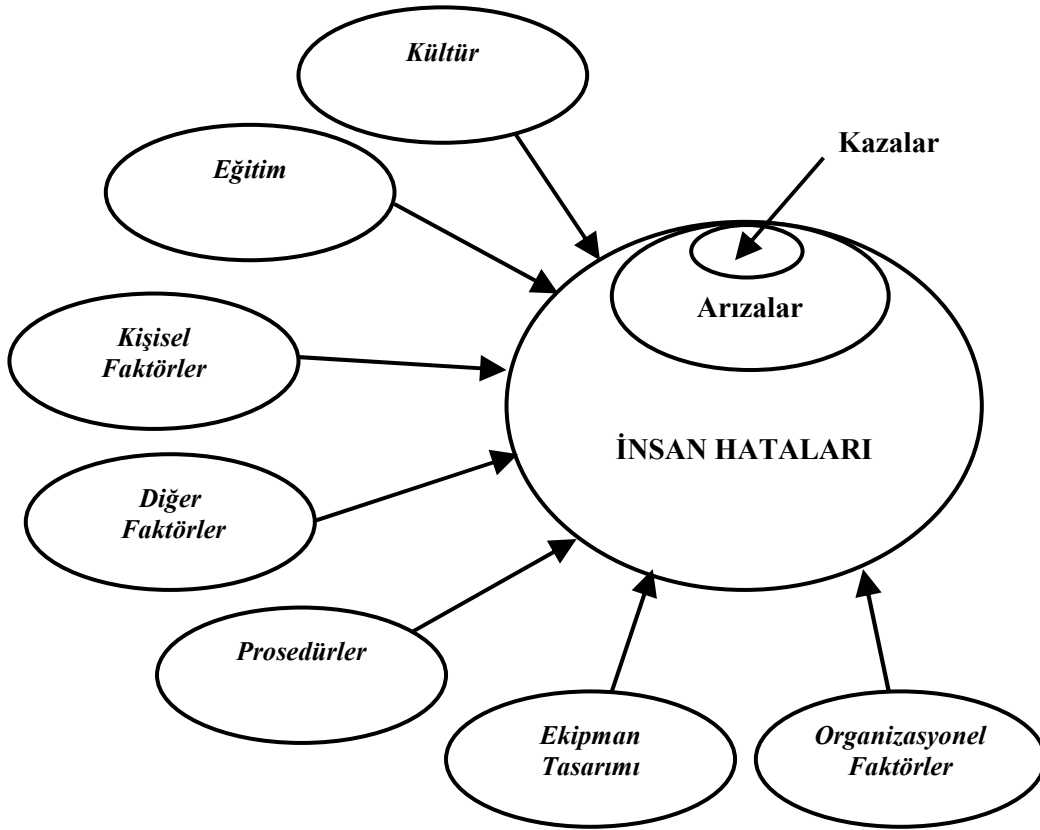 Kültür
Kazalar
Eğitim
Arızalar
Kişisel
Faktörler
İNSAN HATALARI
Diğer
Faktörler
Prosedürler
Ekipman
Tasarımı
Organizasyonel
Faktörler